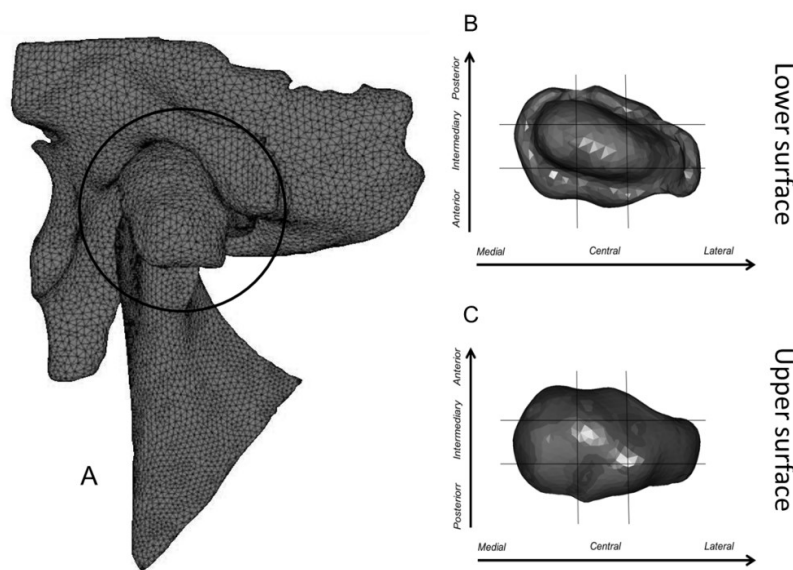 A
B
Posterior
Intermediary
Anterior
Medial
Central
Lateral
Lower surface
C
Anterior
Intermediary
Posteriorr
Medial
Central
Lateral
Upper surface